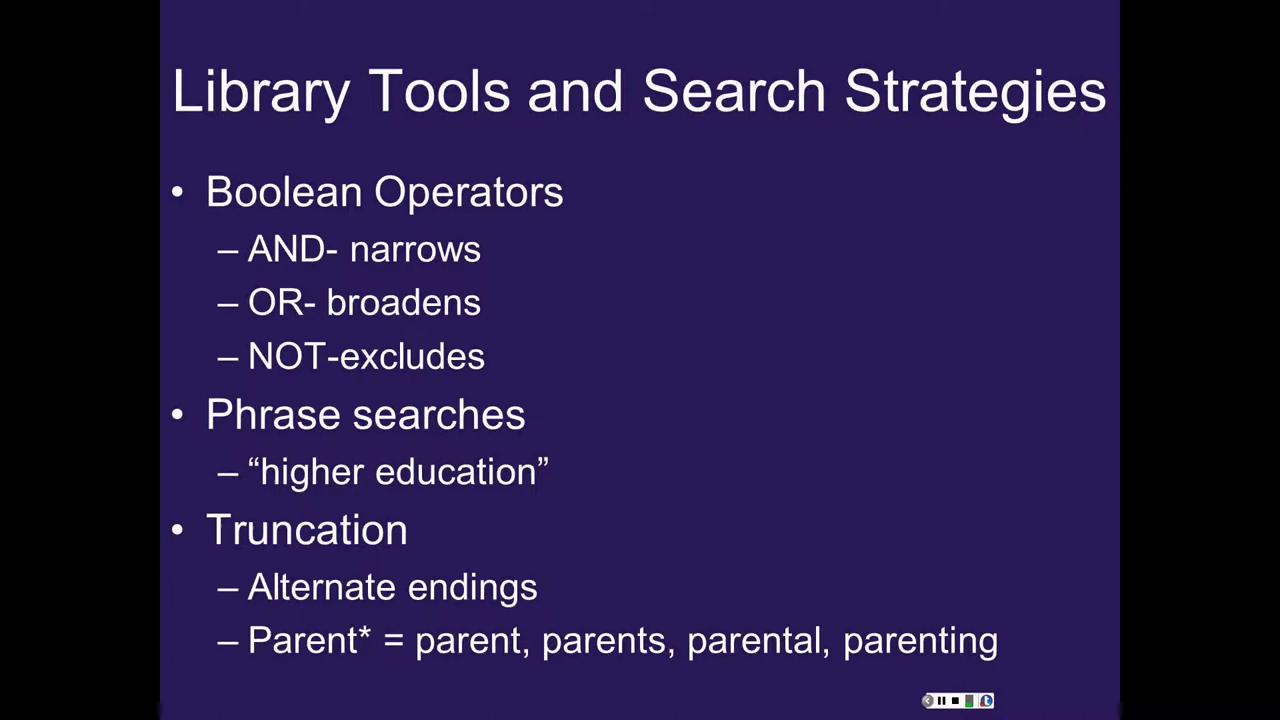 Library Tools and Search Strategies
• Boolean Operators
– AND- narrows
– OR- broadens
– NOT-excludes
• Phrase searches
– “higher education”
• Truncation
– Alternate endings
– Parent* = parent, parents, parental, parenting